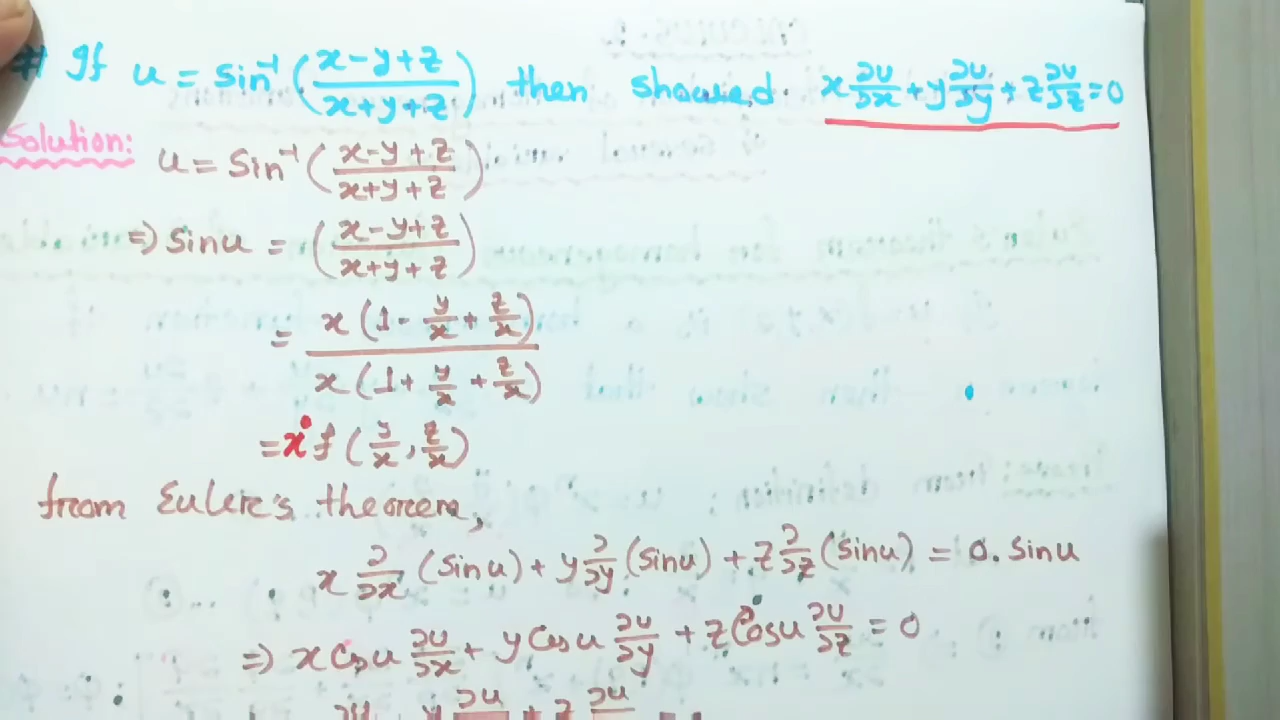 # If u = sin⁻¹ ((x-y+z)/(x+y+z)) then showed x ∂u/∂x + y ∂u/∂y + z ∂u/∂z = 0
Solution:
u = Sin⁻¹ ((x-y+z)/(x+y+z))
⇒ sinu = ((x-y+z)/(x+y+z))
= x (1 - y/x + z/x) / x (1 + y/x + z/x)
= x⁰ f (y/x, z/x)
from Euler's theorem,
x ∂/∂x (sinu) + y ∂/∂y (sinu) + z ∂/∂z (sinu) = 0. sinu
⇒ x cosu ∂u/∂x + y cosu ∂u/∂y + z cosu ∂u/∂z = 0